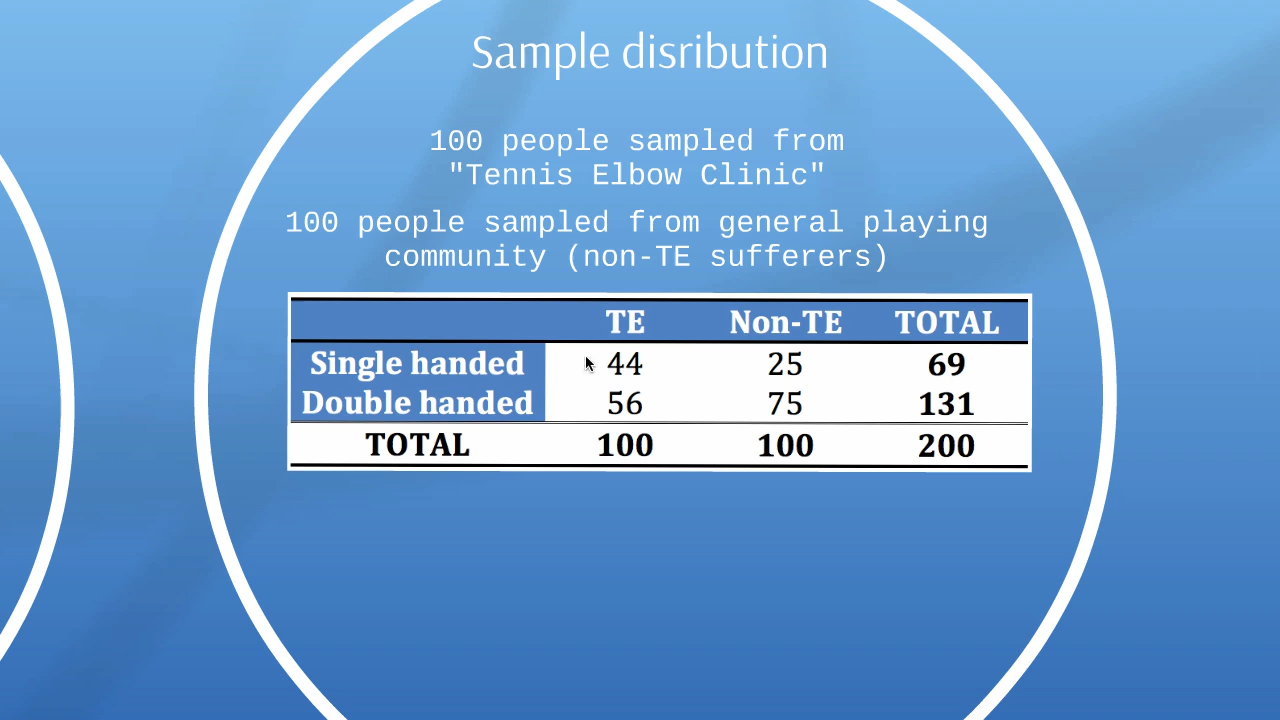 Sample disribution
100 people sampled from
"Tennis Elbow Clinic"
100 people sampled from general playing
community (non-TE sufferers)
TE Non-TE TOTAL
Single handed 44 25 69
Double handed 56 75 131
TOTAL 100 100 200